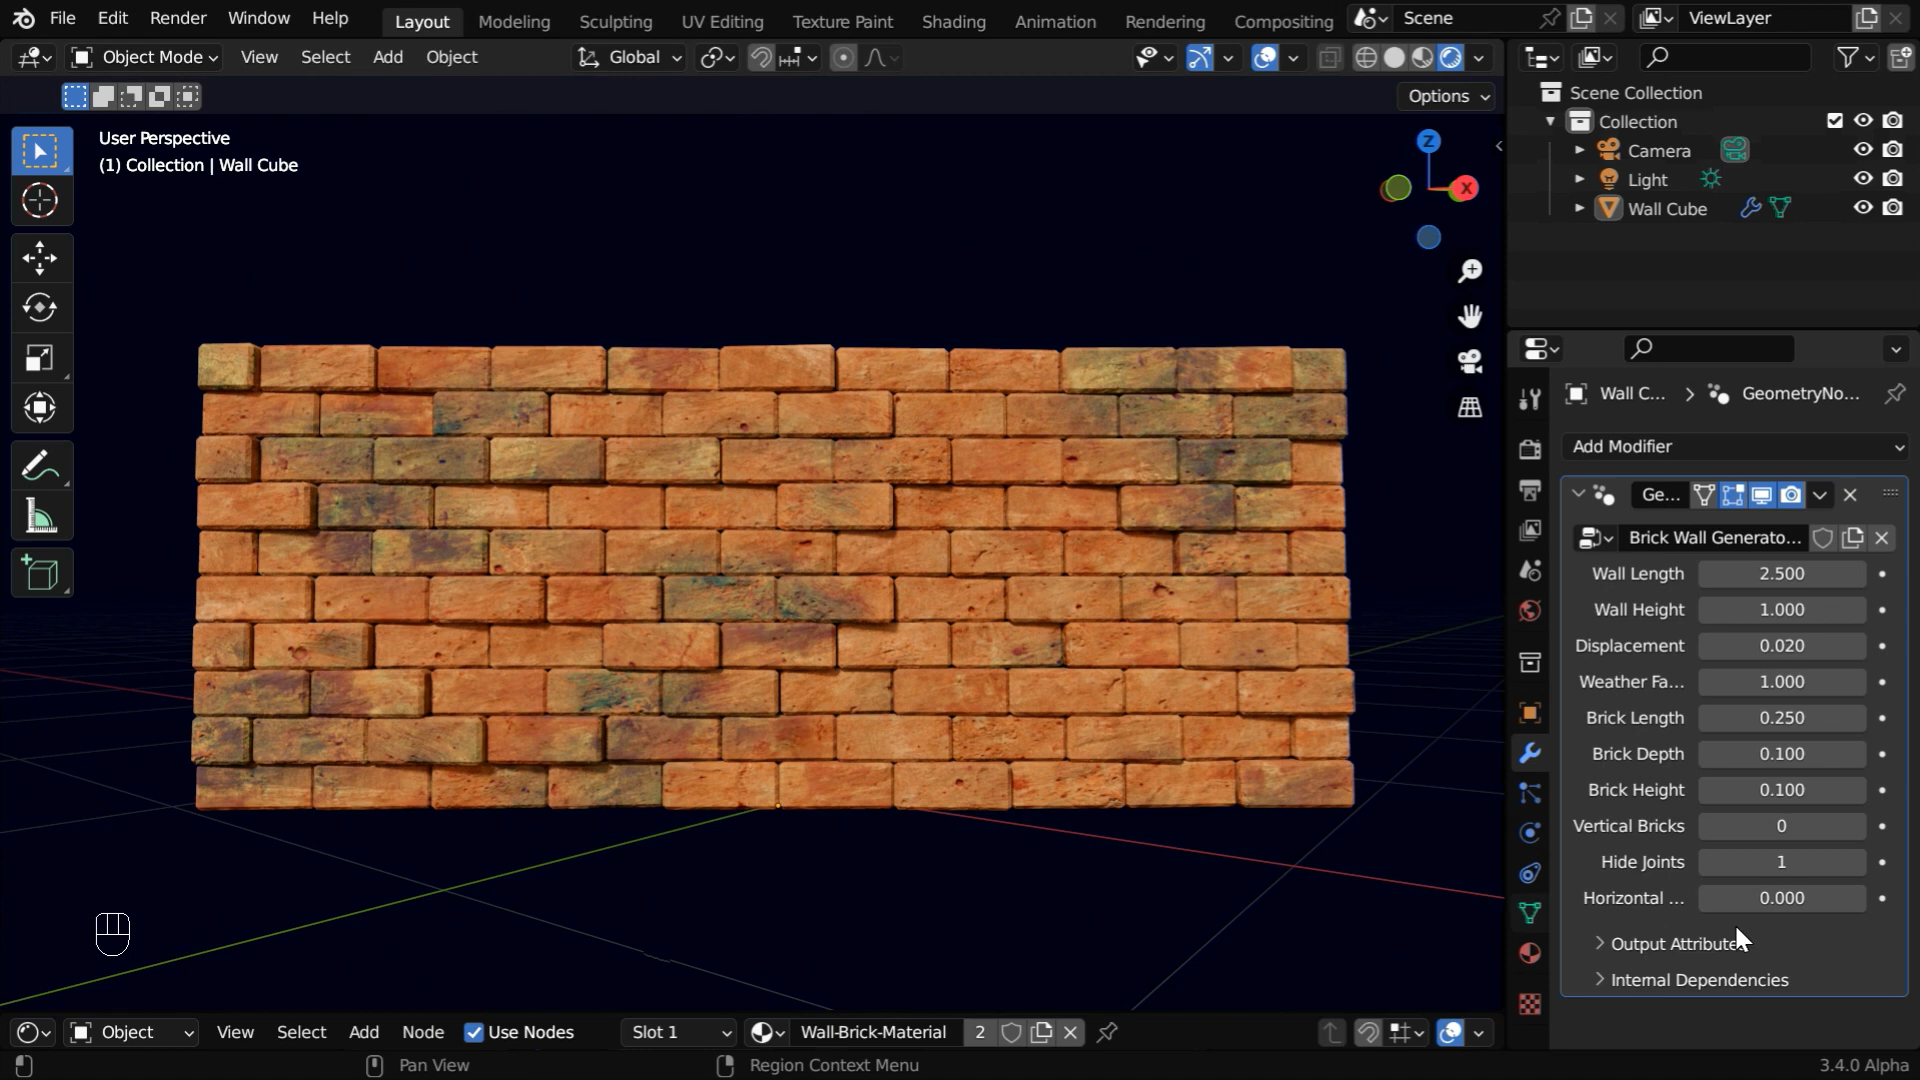 File Edit Render Window Help Layout Modeling Sculpting UV Editing Texture Paint Shading Animation Rendering Compositing Scene ViewLayer
Object Mode View Select Add Object Global
Options
User Perspective
(1) Collection | Wall Cube
Z
X
Scene Collection
Collection
Camera
Light
Wall Cube
Wall C... GeometryNo...
Add Modifier
Ge...
Brick Wall Generato...
Wall Length 2.500
Wall Height 1.000
Displacement 0.020
Weather Fa... 1.000
Brick Length 0.250
Brick Depth 0.100
Brick Height 0.100
Vertical Bricks 0
Hide Joints 1
Horizontal ... 0.000
Output Attribute
Internal Dependencies
Object View Select Add Node Use Nodes Slot 1 Wall-Brick-Material 2
Pan View Region Context Menu 3.4.0 Alpha